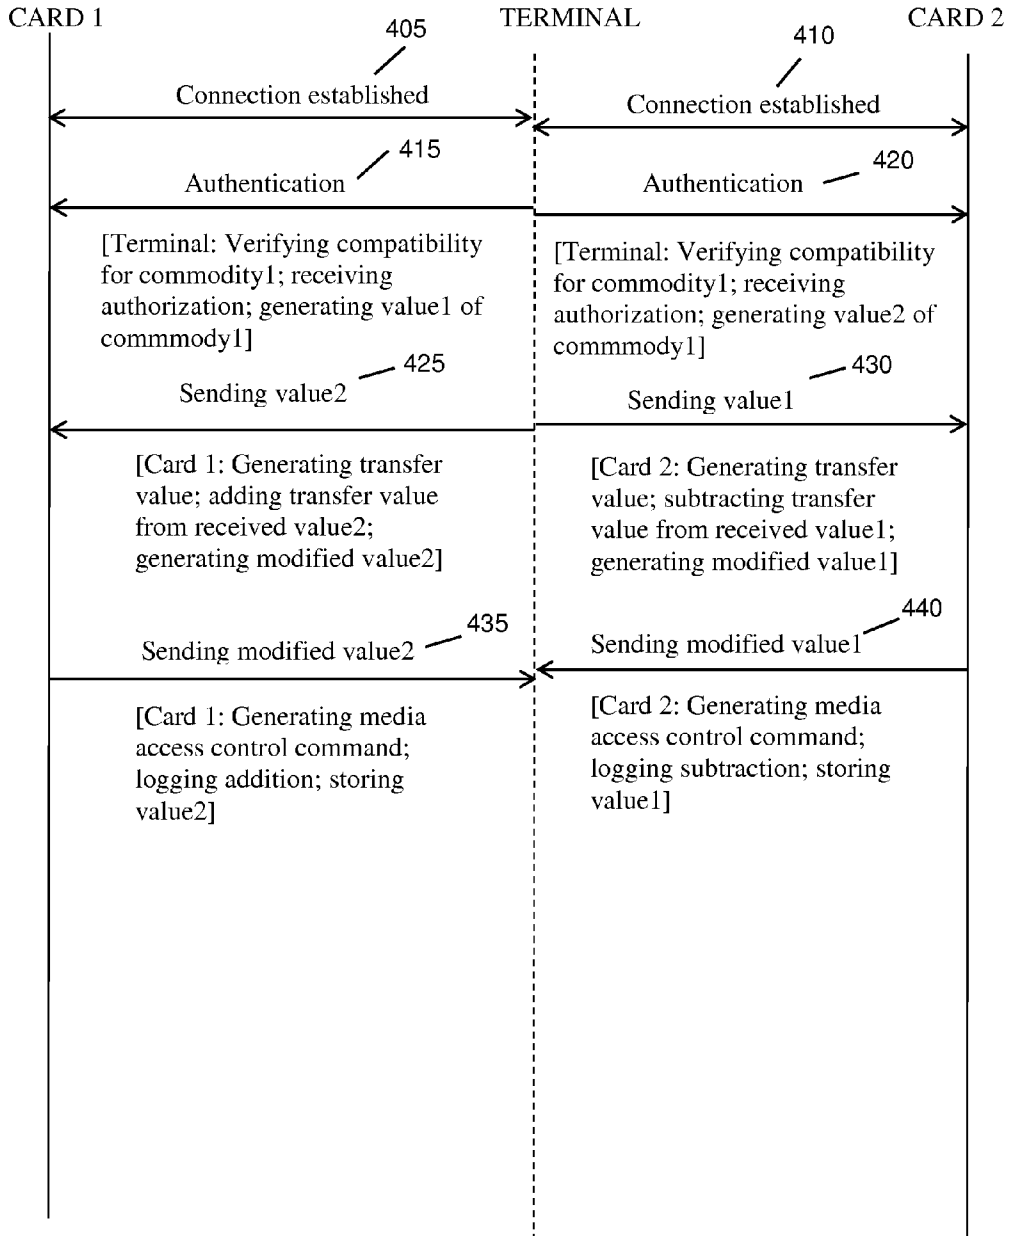 CARD 1
TERMINAL
CARD 2
405
410
Connection established
Connection established
415
420
Authentication
Authentication
[Terminal: Verifying compatibility
for commodity1; receiving
authorization; generating value1 of
commmody1]
[Terminal: Verifying compatibility
for commodity1; receiving
authorization; generating value2 of
commmody1]
425
430
Sending value2
Sending value1
[Card 1: Generating transfer
value; adding transfer value
from received value2;
generating modified value2]
[Card 2: Generating transfer
value; subtracting transfer
value from received value1;
generating modified value1]
435
440
Sending modified value2
Sending modified value1
[Card 1: Generating media
access control command;
logging addition; storing
value2]
[Card 2: Generating media
access control command;
logging subtraction; storing
value1]